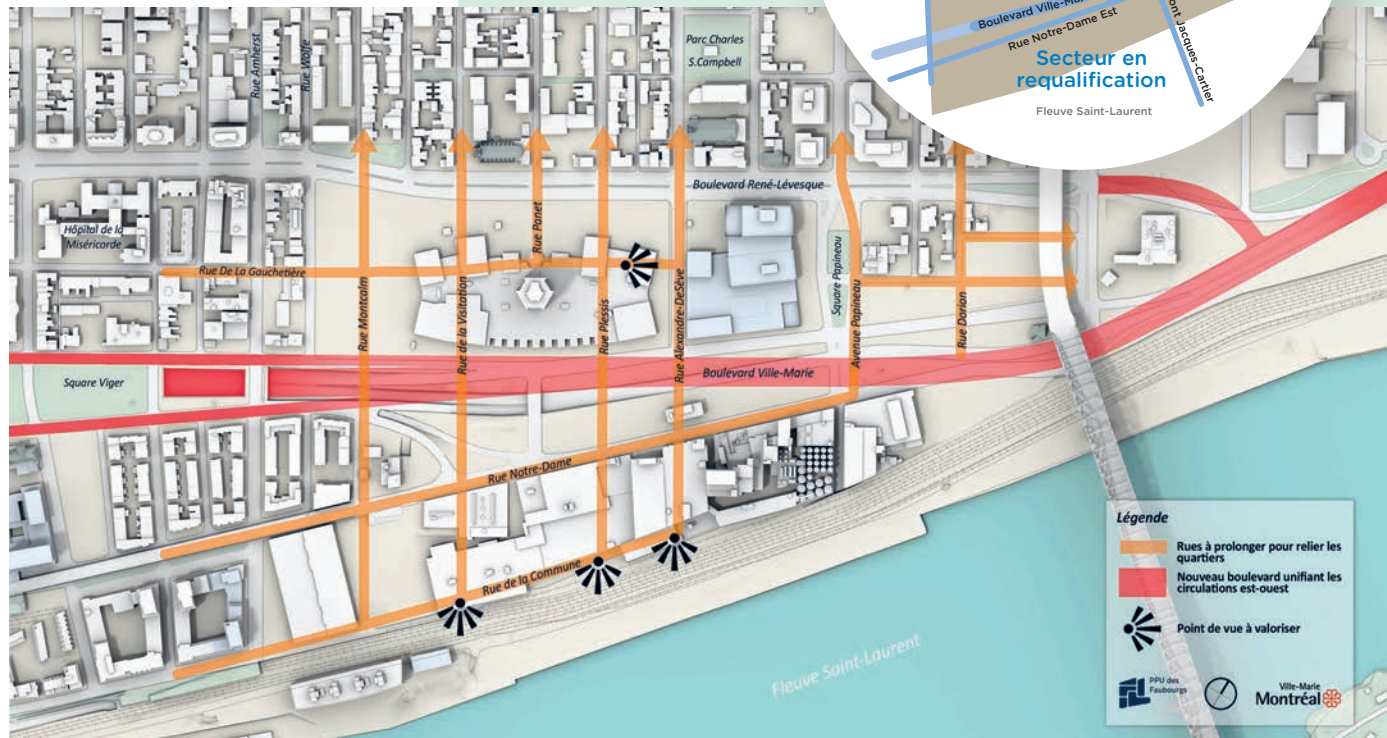 Boulevard Ville-Mar
Rue Notre-Dame Est
ont Jacques-Cartier
Secteur en
requalification
Fleuve Saint-Laurent
Rue Amherst
Rue Wolfe
Parc Charles
S.Campbell
Boulevard René-Lévesque
Hôpital de la
Miséricorde
Rue De La Gauchetière
Rue Montcalm
Rue de la Visitation
Rue Panet
Rue Plessis
Rue Alexandre-DeSève
Square Papineau
Avenue Papineau
Rue Dorion
Square Viger
Boulevard Ville-Marie
Rue Notre-Dame
Rue de la Commune
Fleuve Saint-Laurent
Légende
Rues à prolonger pour relier les
quartiers
Nouveau boulevard unifiant les
circulations est-ouest
Point de vue à valoriser
PPU des
Faubourgs
Ville-Marie
Montréal